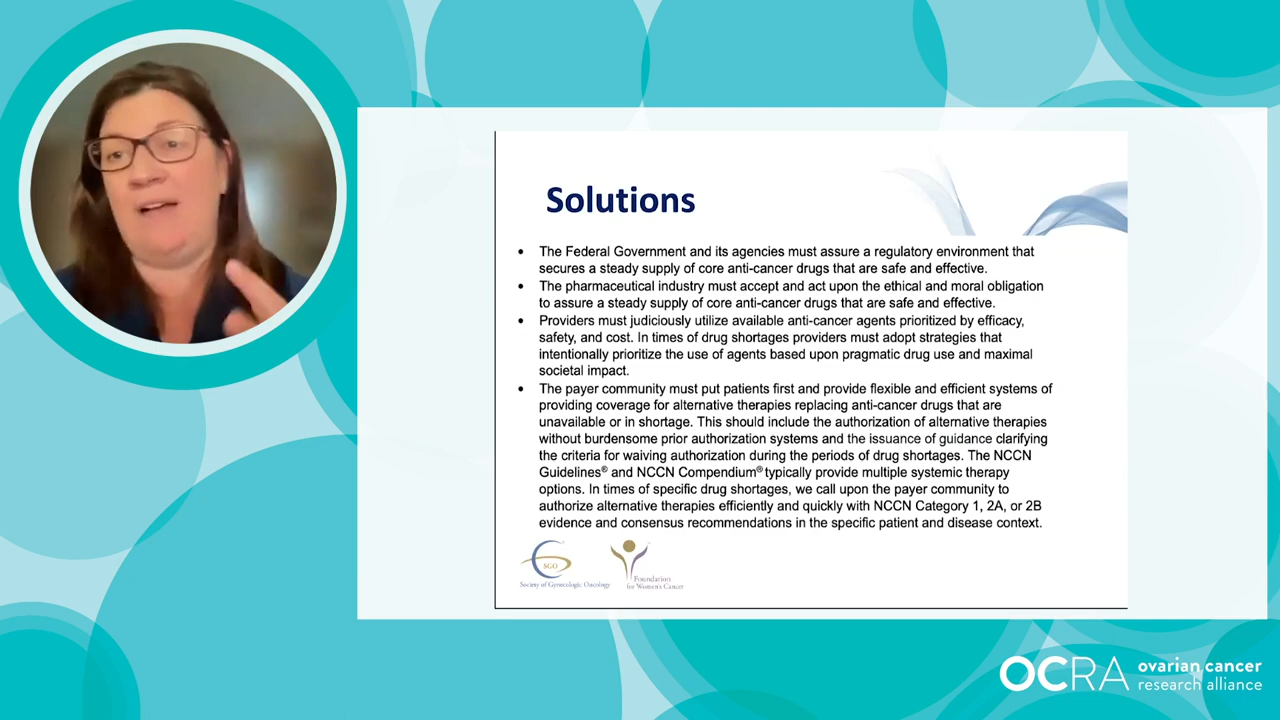 Solutions
• The Federal Government and its agencies must assure a regulatory environment that
secures a steady supply of core anti-cancer drugs that are safe and effective.
• The pharmaceutical industry must accept and act upon the ethical and moral obligation
to assure a steady supply of core anti-cancer drugs that are safe and effective.
• Providers must judiciously utilize available anti-cancer agents prioritized by efficacy,
safety, and cost. In times of drug shortages providers must adopt strategies that
intentionally prioritize the use of agents based upon pragmatic drug use and maximal
societal impact.
• The payer community must put patients first and provide flexible and efficient systems of
providing coverage for alternative therapies replacing anti-cancer drugs that are
unavailable or in shortage. This should include the authorization of alternative therapies
without burdensome prior authorization systems and the issuance of guidance clarifying
the criteria for waiving authorization during the periods of drug shortages. The NCCN
Guidelines® and NCCN Compendium® typically provide multiple systemic therapy
options. In times of specific drug shortages, we call upon the payer community to
authorize alternative therapies efficiently and quickly with NCCN Category 1, 2A, or 2B
evidence and consensus recommendations in the specific patient and disease context.
SGO
Society of Gynecologic Oncology
Foundation
for Women's Cancer
OCRA
ovarian cancer
research alliance